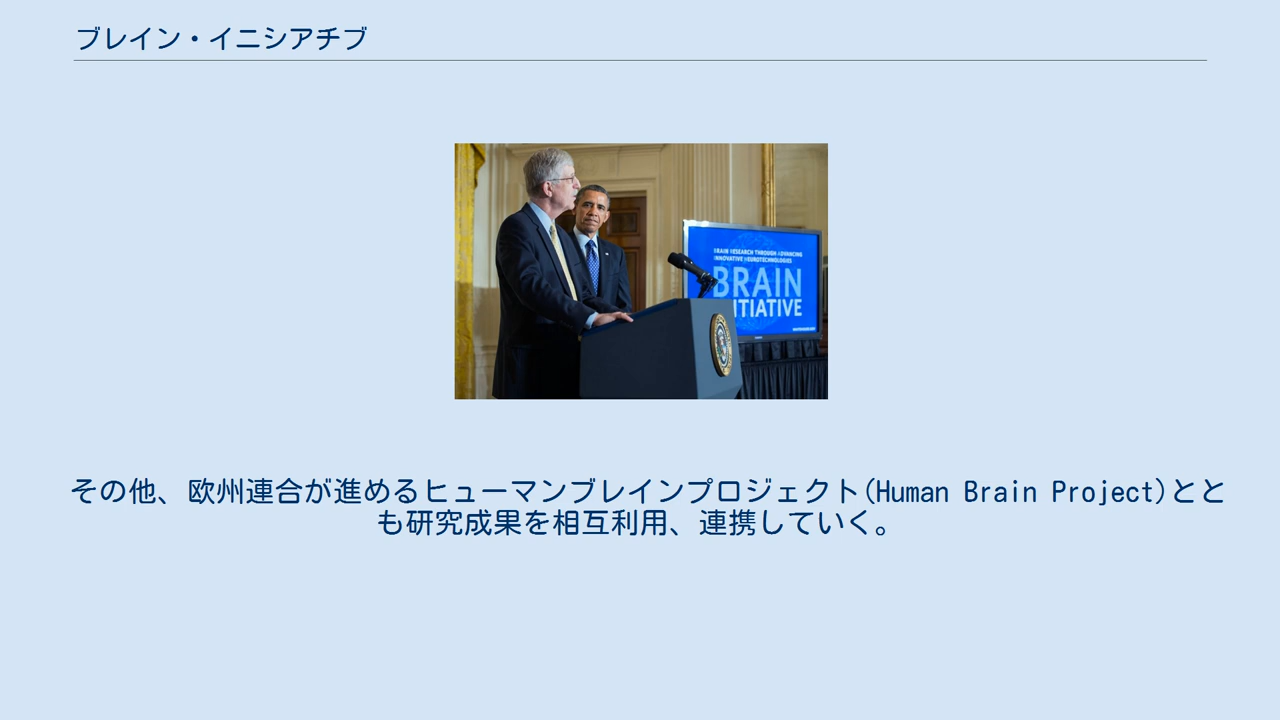 ブレイン・イニシアチブ
BRAIN RESEARCH THROUGH ADVANCING
INNOVATIVE NEUROTECHNOLOGIES
BRAIN
INITIATIVE
その他、欧州連合が進めるヒューマンブレインプロジェクト(Human Brain Project)とと
も研究成果を相互利用、連携していく。